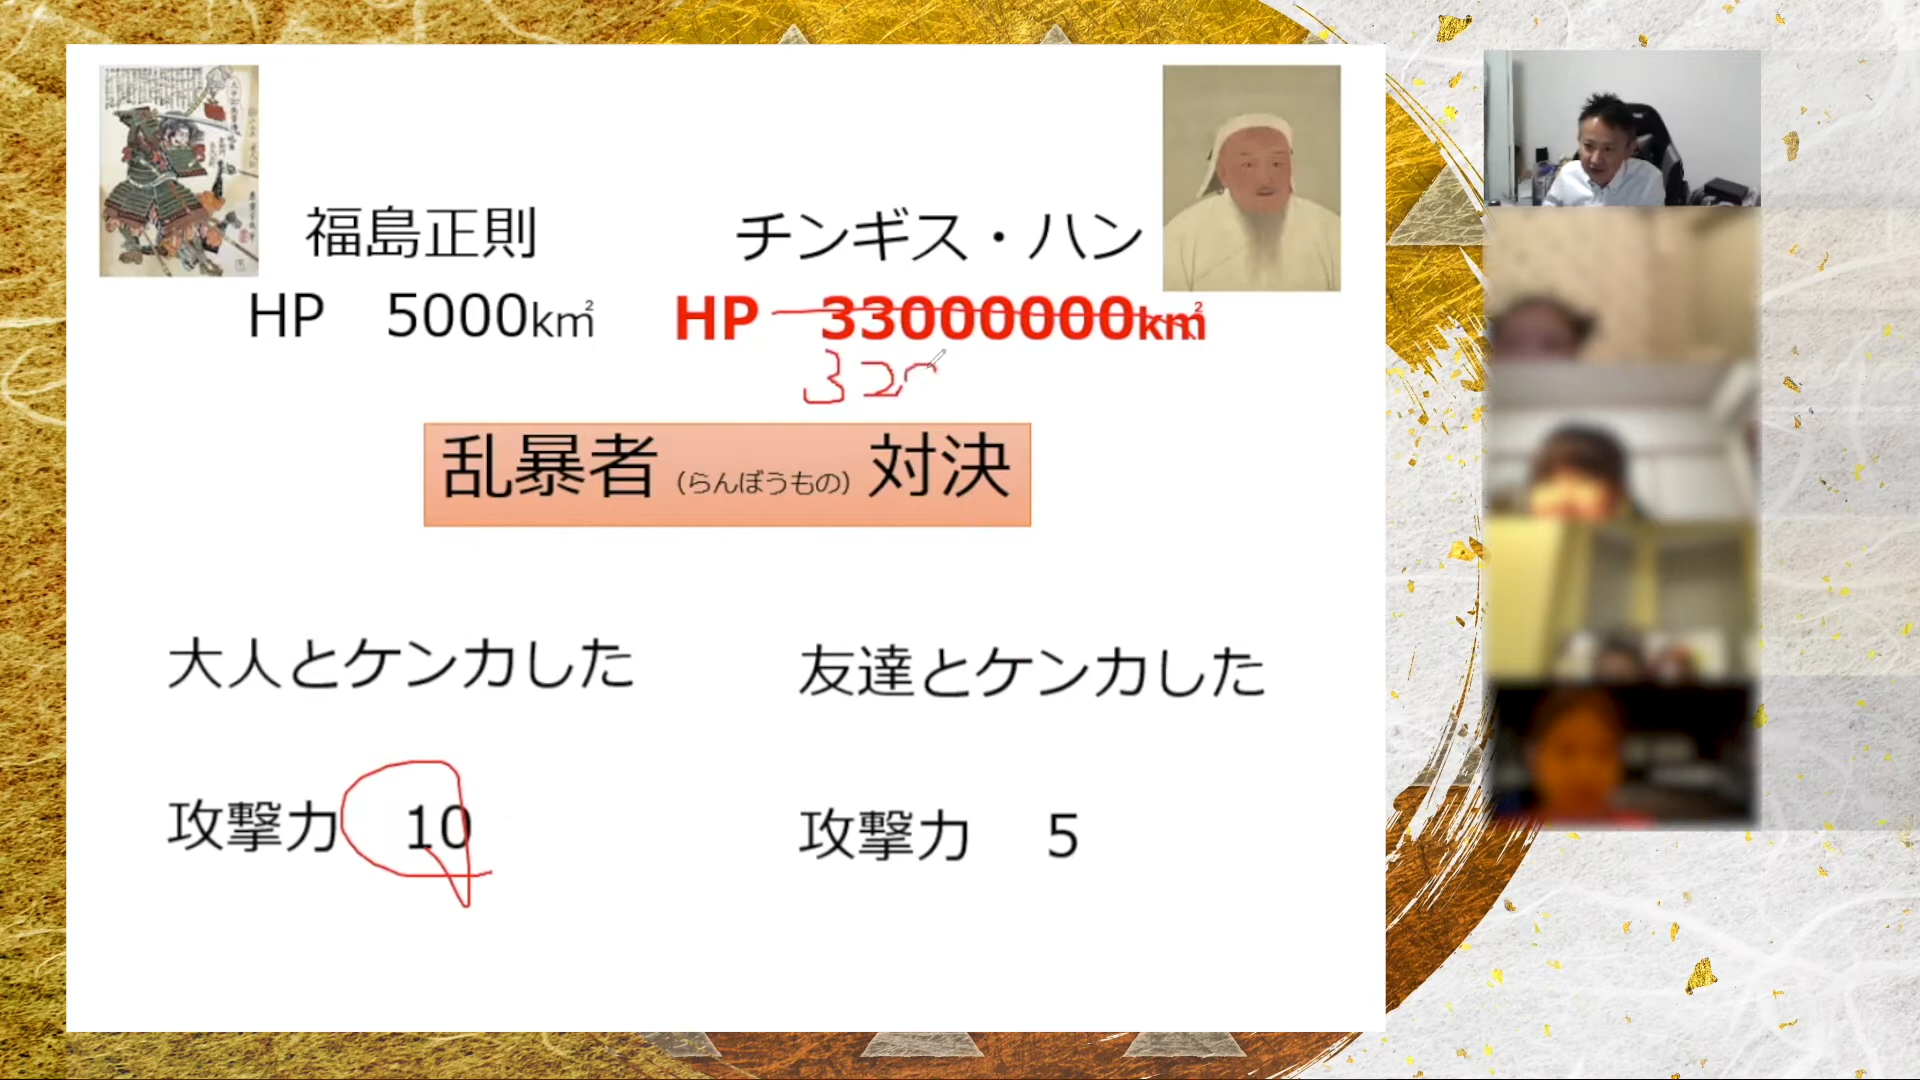 福島正則
チンギス・ハン
HP 5000k㎡
HP 33000000k㎡
32
乱暴者（らんぼうもの）対決
大人とケンカした
友達とケンカした
攻撃力 10
攻撃力 5